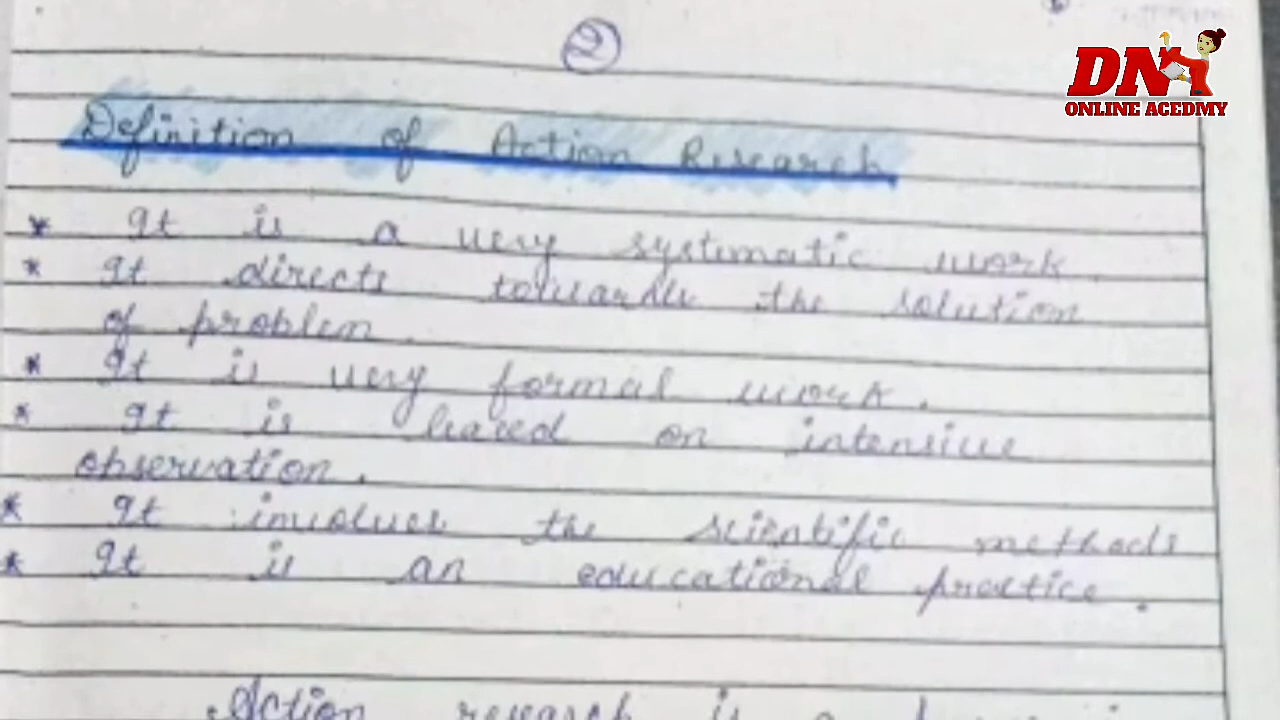 2
DN
ONLINE ACEDMY
Definition of Action Research
* It is a very systematic work.
* It directs towards the solution
of problem.
* It is very formal work.
* It is based on intensive
observation.
* It involves the scientific methods
* It is an educational practice.
Action research is a